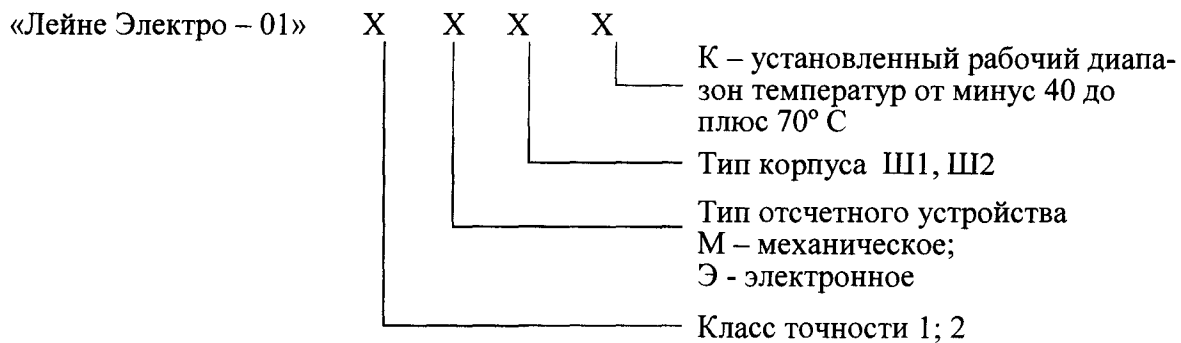 «Лейне Электро – 01» Х Х Х Х
К – установленный рабочий диапа-
зон температур от минус 40 до
плюс 70° С
Тип корпуса Ш1, Ш2
Тип отсчетного устройства
М – механическое;
Э - электронное
Класс точности 1; 2